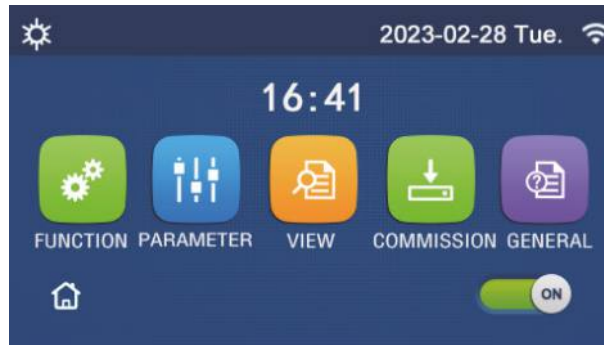 2023-02-28 Tue.
16:41
FUNCTION PARAMETER VIEW COMMISSION GENERAL
ON